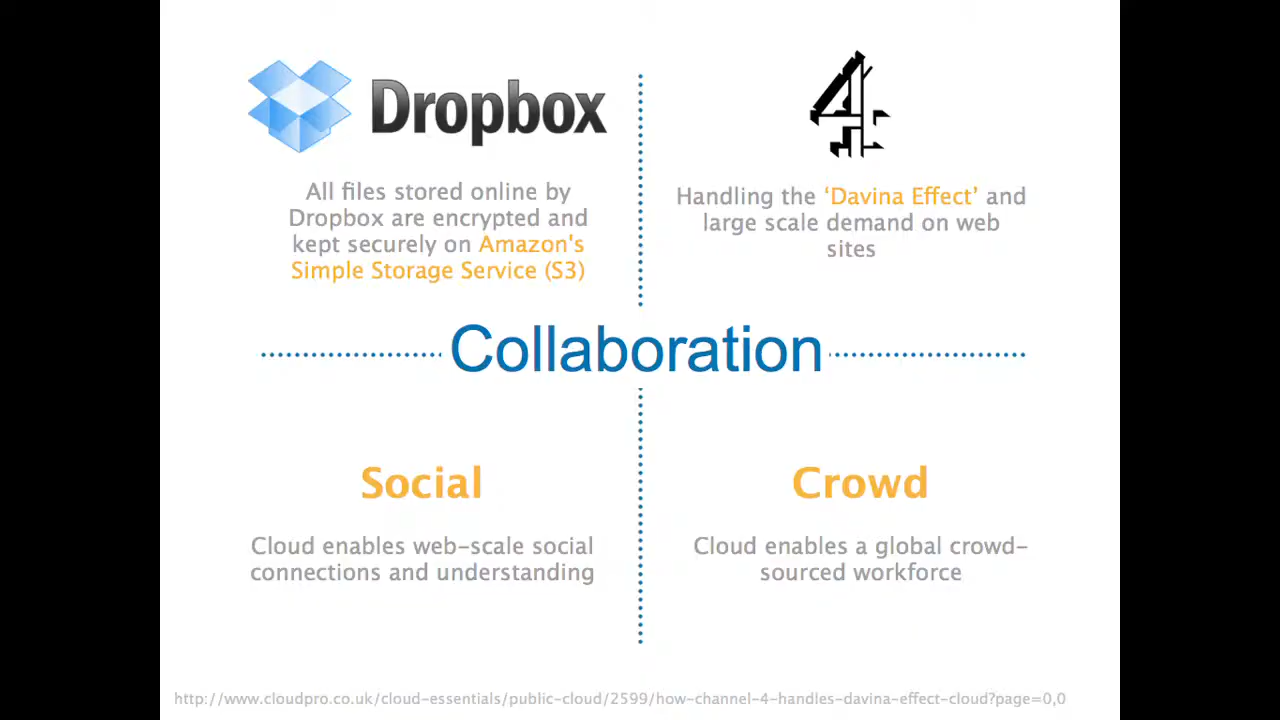 Dropbox
All files stored online by
Dropbox are encrypted and
kept securely on Amazon's
Simple Storage Service (S3)
4
Handling the ‘Davina Effect’ and
large scale demand on web
sites
Collaboration
Social
Cloud enables web-scale social
connections and understanding
Crowd
Cloud enables a global crowd-
sourced workforce
http://www.cloudpro.co.uk/cloud-essentials/public-cloud/2599/how-channel-4-handles-davina-effect-cloud?page=0,0